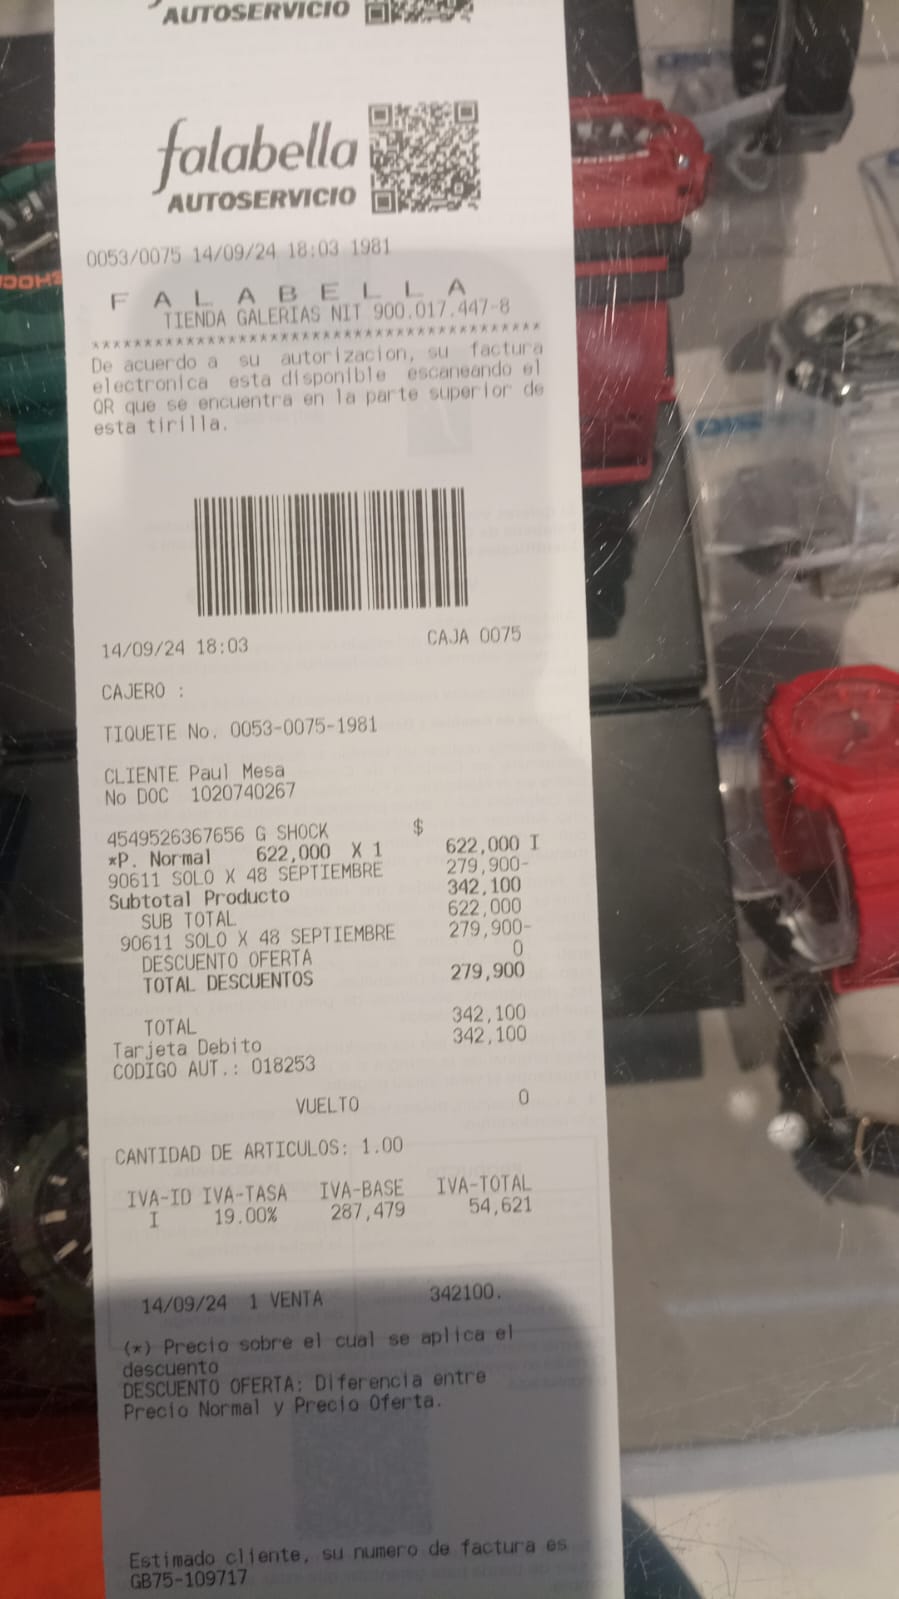 AUTOSERVICIO
falabella
AUTOSERVICIO
0053/0075 14/09/24 18:03 1981
F A L A B E L L A
TIENDA GALERIAS NIT 900.017.447-8
******************************************
De acuerdo a su autorizacion, su factura
electronica esta disponible escaneando el
QR que se encuentra en la parte superior de
esta tirilla.
14/09/24 18:03 CAJA 0075
CAJERO :
TIQUETE No. 0053-0075-1981
CLIENTE Paul Mesa
No DOC 1020740267
4549526367656 G SHOCK $
*P. Normal 622,000 X 1 622,000 I
90611 SOLO X 48 SEPTIEMBRE 279,900-
Subtotal Producto 342,100
SUB TOTAL 622,000
90611 SOLO X 48 SEPTIEMBRE 279,900-
DESCUENTO OFERTA 0
TOTAL DESCUENTOS 279,900
TOTAL 342,100
Tarjeta Debito 342,100
CODIGO AUT.: 018253
VUELTO 0
CANTIDAD DE ARTICULOS: 1.00
IVA-ID IVA-TASA IVA-BASE IVA-TOTAL
I 19.00% 287,479 54,621
14/09/24 1 VENTA 342100.
(*) Precio sobre el cual se aplica el
descuento
DESCUENTO OFERTA: Diferencia entre
Precio Normal y Precio Oferta.
Estimado cliente, su numero de factura es
GB75-109717